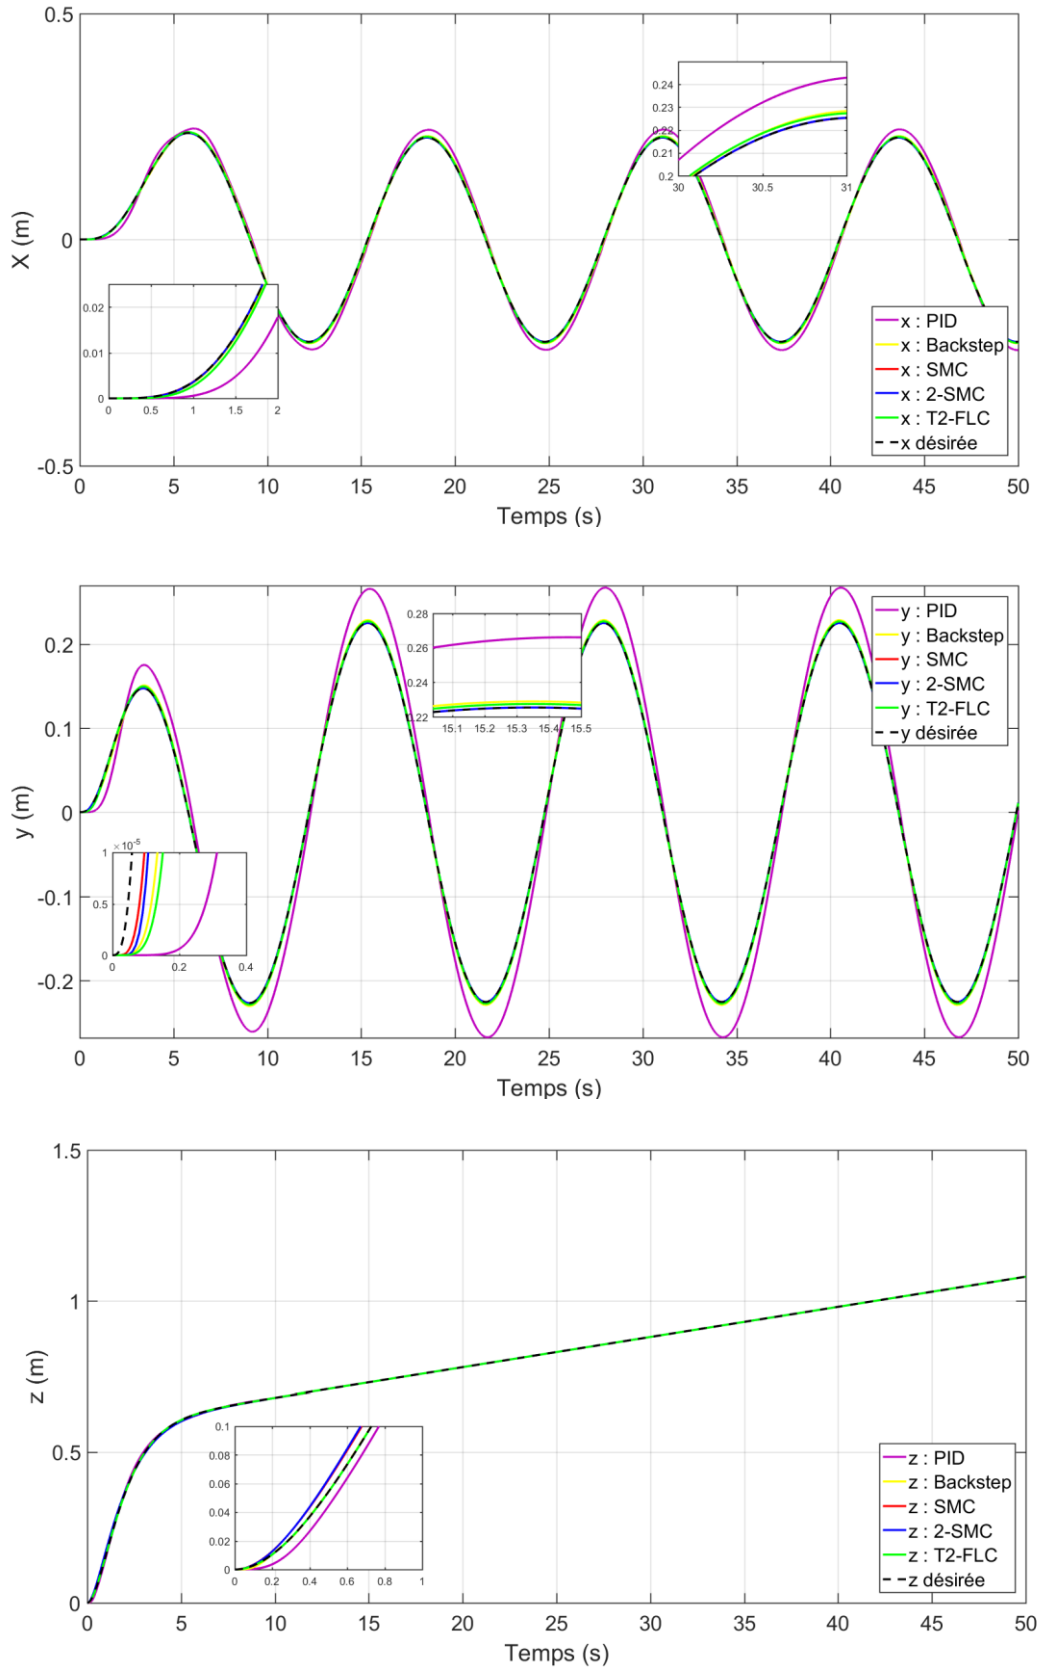 0.5
0
-0.5
X (m)
0.24
0.23
0.22
0.21
0.2
30 30.5 31
0.02
0.01
0
0 0.5 1 1.5 2
x : PID
x : Backstep
x : SMC
x : 2-SMC
x : T2-FLC
x désirée
0 5 10 15 20 25 30 35 40 45 50
Temps (s)
0.2
0.1
0
-0.1
-0.2
y (m)
0.28
0.26
0.24
0.22
15.1 15.2 15.3 15.4 15.5
×10-5
1
0.5
0
0 0.2 0.4
y : PID
y : Backstep
y : SMC
y : 2-SMC
y : T2-FLC
y désirée
0 5 10 15 20 25 30 35 40 45 50
Temps (s)
1.5
1
0.5
0
z (m)
0.1
0.08
0.06
0.04
0.02
0
0 0.2 0.4 0.6 0.8 1
z : PID
z : Backstep
z : SMC
z : 2-SMC
z : T2-FLC
z désirée
0 5 10 15 20 25 30 35 40 45 50
Temps (s)